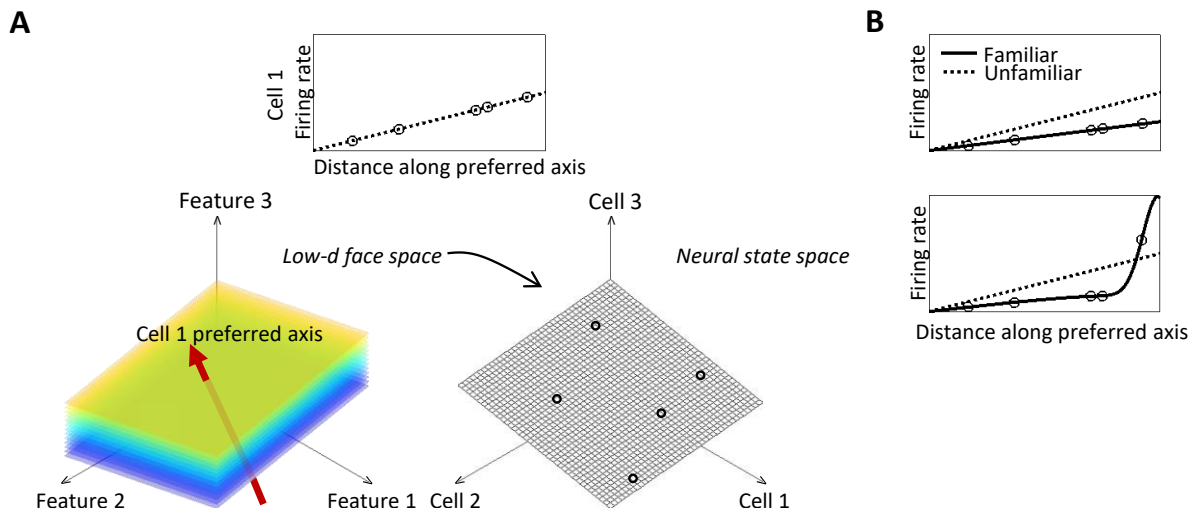 A
Cell 1
Firing rate
Distance along preferred axis
Feature 3
Cell 1 preferred axis
Feature 2
Feature 1
Low-d face space
Cell 3
Neural state space
Cell 2
Cell 1
B
Familiar
Unfamiliar
Firing rate
Firing rate
Distance along preferred axis